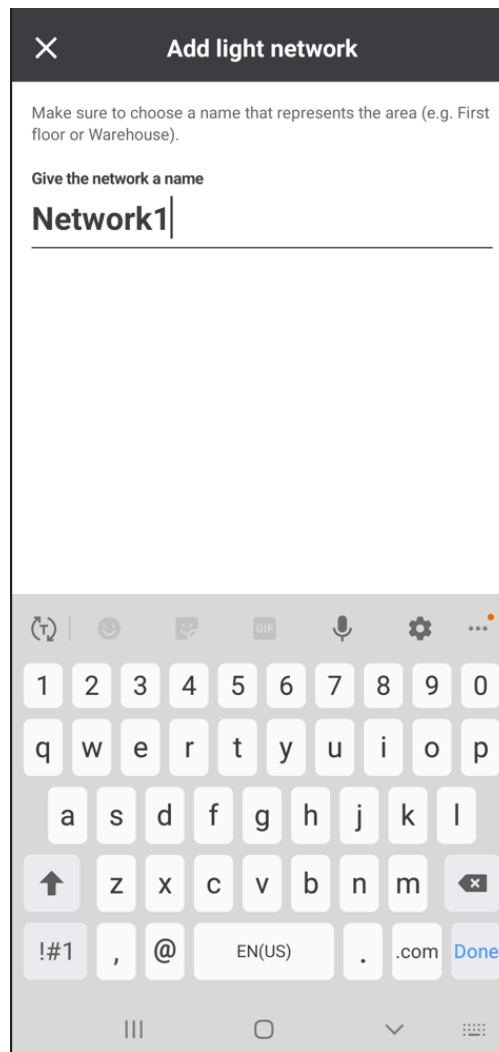 Add light network
Make sure to choose a name that represents the area (e.g. First
floor or Warehouse).
Give the network a name
Network1
GIF
1 2 3 4 5 6 7 8 9 0
q w e r t y u i o p
a s d f g h j k l
z x c v b n m
!#1 , @ EN(US) . .com Done